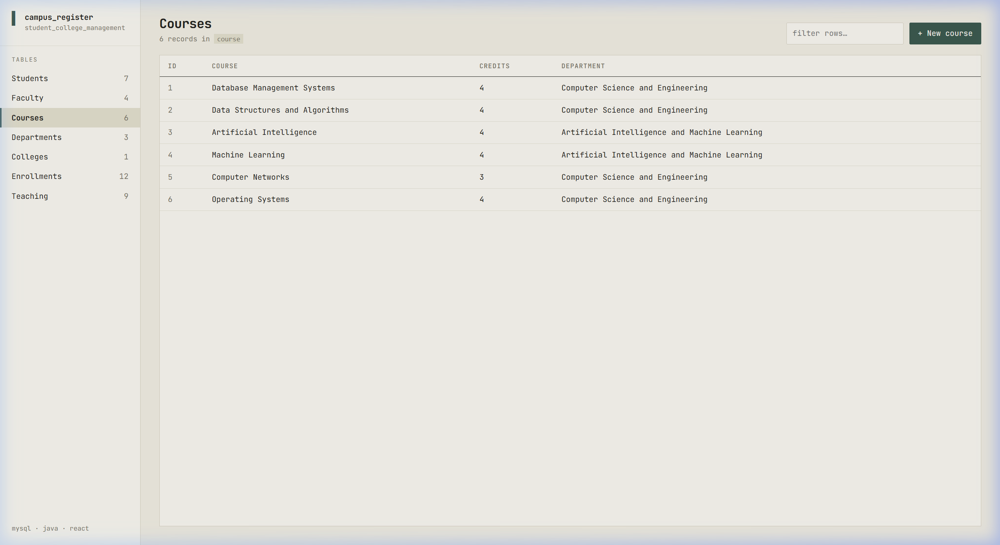 campus_register
student_college_management
TABLES
Students 7
Faculty 4
Courses 6
Departments 3
Colleges 1
Enrollments 12
Teaching 9
mysql · java · react
Courses
6 records in course
filter rows…
+ New course
ID COURSE CREDITS DEPARTMENT
1 Database Management Systems 4 Computer Science and Engineering
2 Data Structures and Algorithms 4 Computer Science and Engineering
3 Artificial Intelligence 4 Artificial Intelligence and Machine Learning
4 Machine Learning 4 Artificial Intelligence and Machine Learning
5 Computer Networks 3 Computer Science and Engineering
6 Operating Systems 4 Computer Science and Engineering